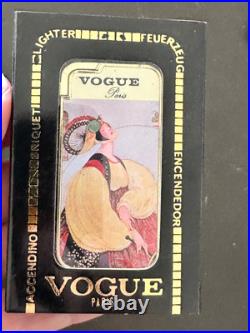 LIGHTER
FEUERZEUG
BRIQUET
ACCENDINO
ENCENDEDOR
VOGUE
Paris
VOGUE
PARIS